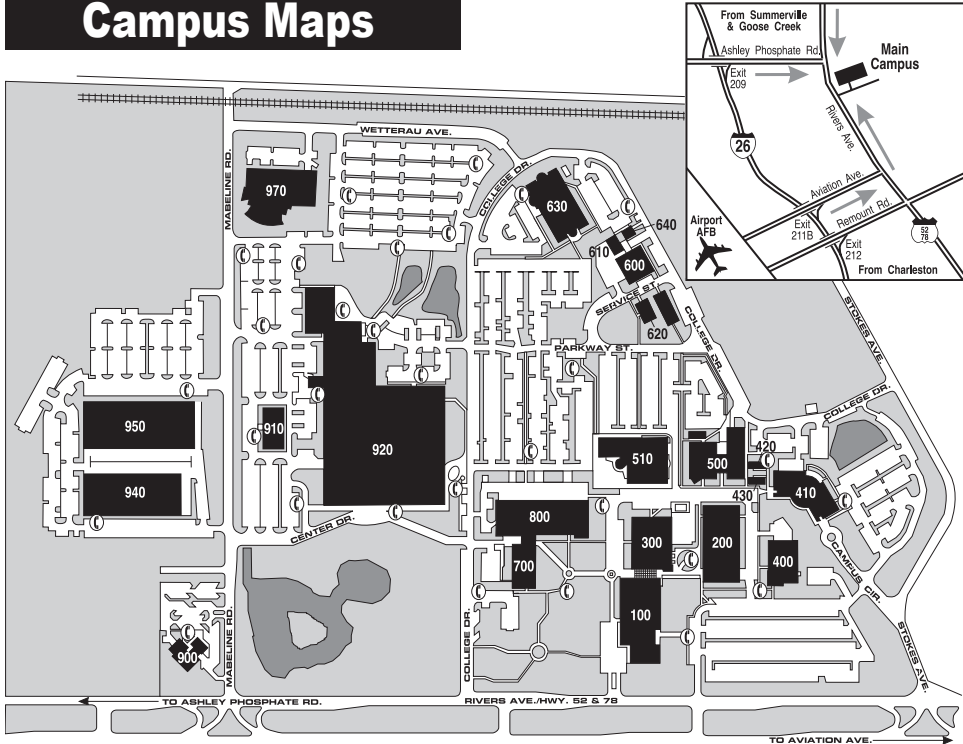 Campus Maps
From Summerville
& Goose Creek
Ashley Phosphate Rd.
Main
Campus
Exit
209
Rivers Ave.
26
Aviation Ave.
Remount Rd.
Airport
AFB
Exit
211B
Exit
212
52
78
From Charleston
WETTERAU AVE.
MABELINE RD.
COLLEGE DR.
970
630
640
610
600
SERVICE ST.
620
COLLEGE DR.
STOKES AVE.
PARKWAY ST.
COLLEGE DR.
950
910
920
510
500
420
940
430
410
CENTER DR.
800
300
200
700
400
CAMPUS CIR.
100
900
MABELINE RD.
COLLEGE DR.
STOKES AVE.
TO ASHLEY PHOSPHATE RD.
RIVERS AVE./HWY. 52 & 78
TO AVIATION AVE.